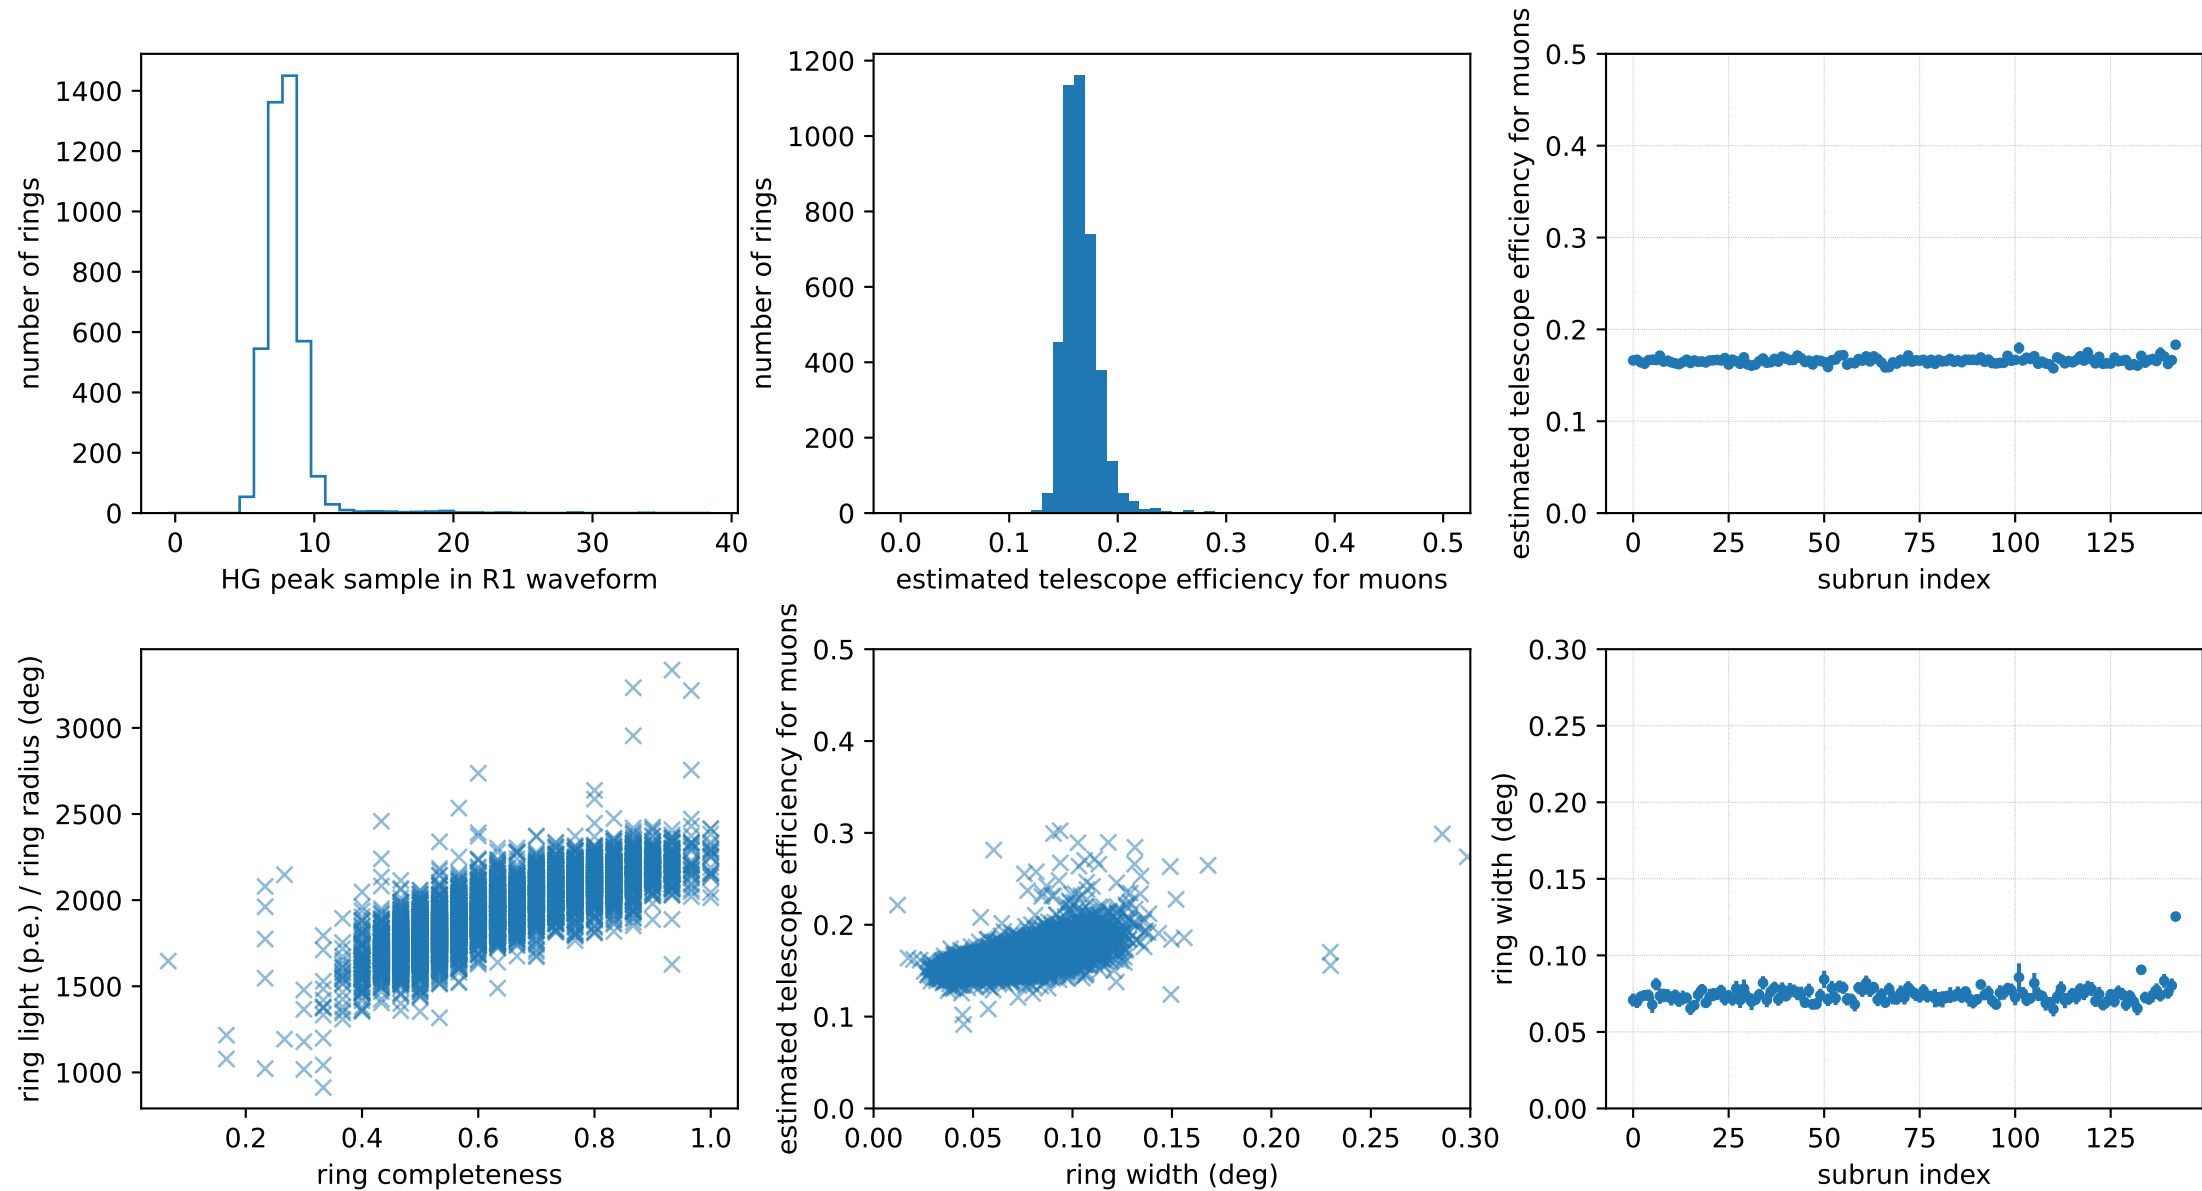 1400
1200
1000
800
600
400
200
0
number of rings
0 10 20 30 40
HG peak sample in R1 waveform
1200
1000
800
600
400
200
0
number of rings
0.0 0.1 0.2 0.3 0.4 0.5
estimated telescope efficiency for muons
0.5
0.4
0.3
0.2
0.1
0.0
estimated telescope efficiency for muons
0 25 50 75 100 125
subrun index
3000
2500
2000
1500
1000
ring light (p.e.) / ring radius (deg)
0.2 0.4 0.6 0.8 1.0
ring completeness
0.5
0.4
0.3
0.2
0.1
0.0
estimated telescope efficiency for muons
0.00 0.05 0.10 0.15 0.20 0.25 0.30
ring width (deg)
0.30
0.25
0.20
0.15
0.10
0.05
0.00
ring width (deg)
0 25 50 75 100 125
subrun index